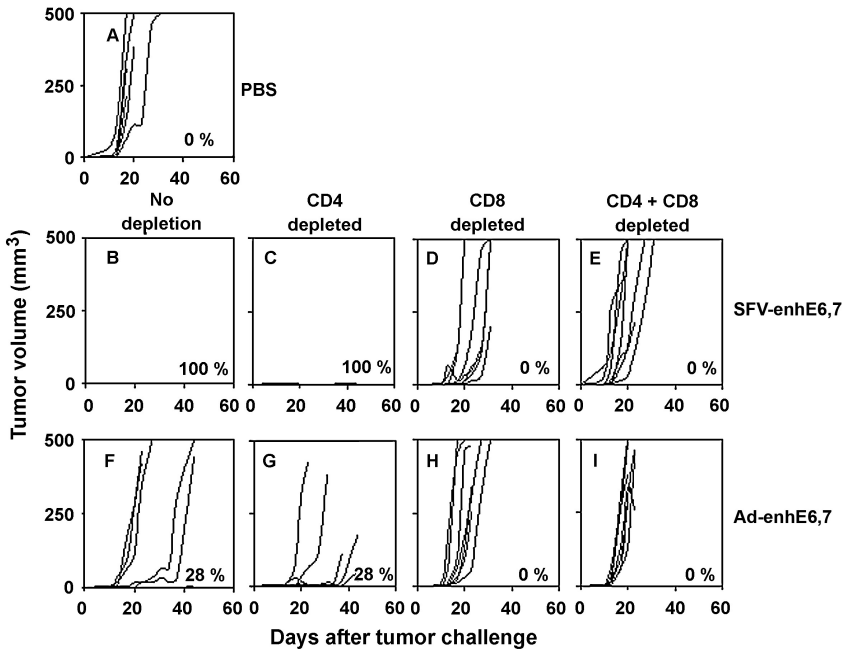 500
A
250
PBS
0 %
0
0 20 40 60
No depletion
CD4 depleted
CD8 depleted
CD4 + CD8 depleted
Tumor volume (mm3)
500
B C D E
250
SFV-enhE6,7
100 % 100 % 0 % 0 %
0
0 20 40 60 0 20 40 60 0 20 40 60 0 20 40 60
500
F G H I
250
Ad-enhE6,7
28 % 28 % 0 % 0 %
0
0 20 40 60 0 20 40 60 0 20 40 60 0 20 40 60
Days after tumor challenge